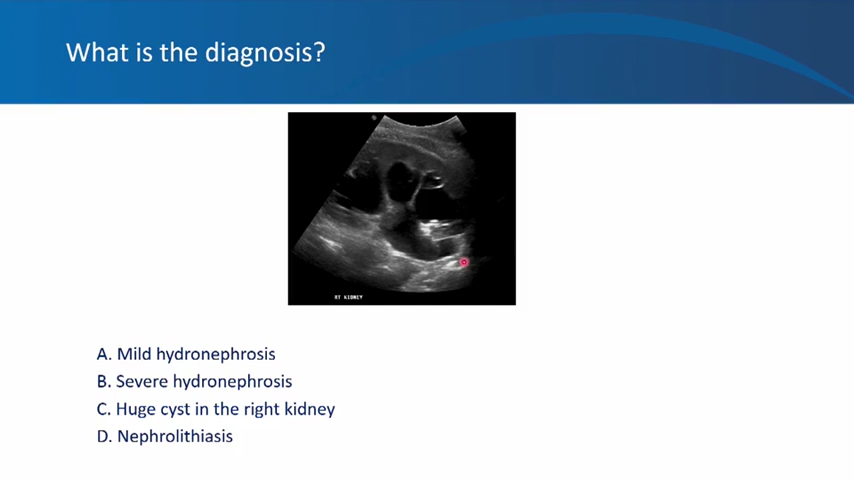 What is the diagnosis?
RT KIDNEY
A. Mild hydronephrosis
B. Severe hydronephrosis
C. Huge cyst in the right kidney
D. Nephrolithiasis